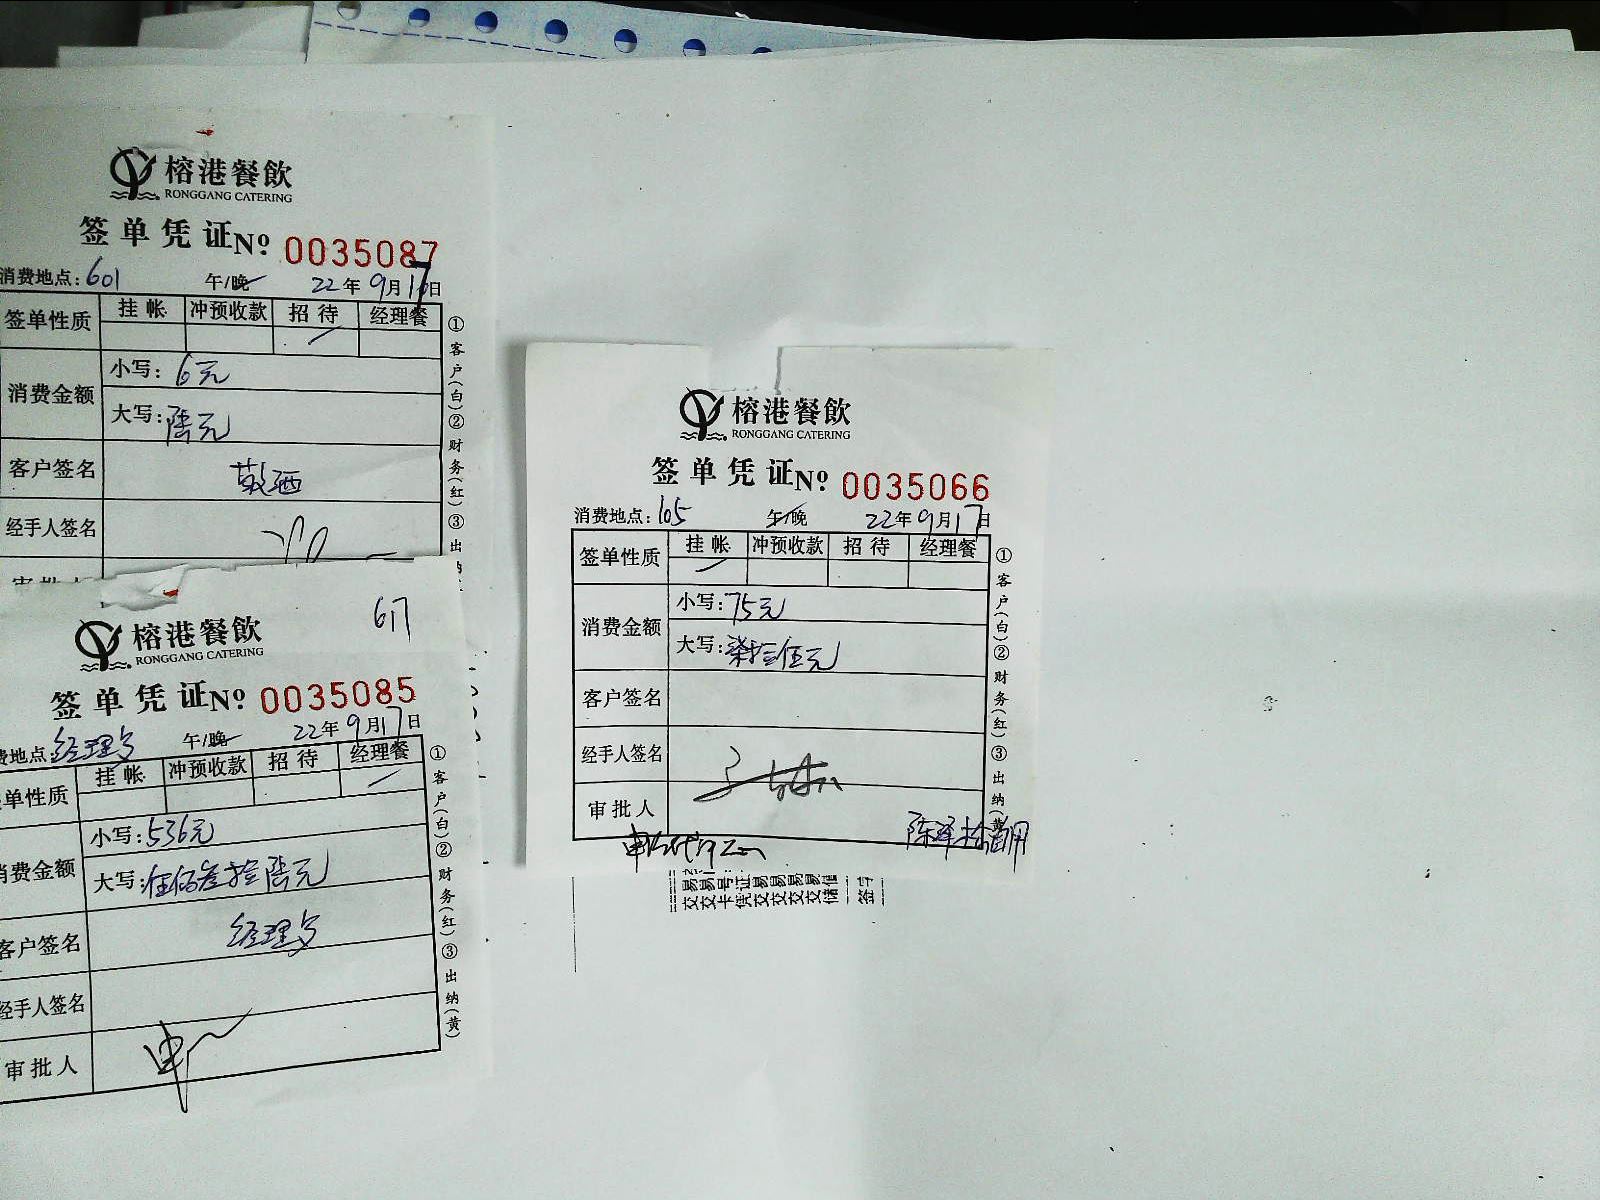 榕港餐飲
RONGGANG CATERING
签单凭证 Nº 0035087
消费地点: 601 午/晚 22年9月17日
签单性质 挂帐 冲预收款 招待 经理餐
消费金额 小写: 6元
大写: 陆元
客户签名 敬酒
经手人签名
①客户(白)②财务(红)③出纳
榕港餐飲
RONGGANG CATERING
617
签单凭证 Nº 0035085
费地点: 经理 午/晚 22年9月17日
单性质 挂帐 冲预收款 招待 经理餐
消费金额 小写: 536元
大写: 伍佰叁拾陆元
客户签名 经理
经手人签名
审批人 申
①客户(白)②财务(红)③出纳(黄)
榕港餐飲
RONGGANG CATERING
签单凭证 Nº 0035066
消费地点: 105 午/晚 22年9月17日
签单性质 挂帐 冲预收款 招待 经理餐
消费金额 小写: 75元
大写: 柒拾伍元
客户签名
经手人签名
审批人
①客户(白)②财务(红)③出纳(黄)